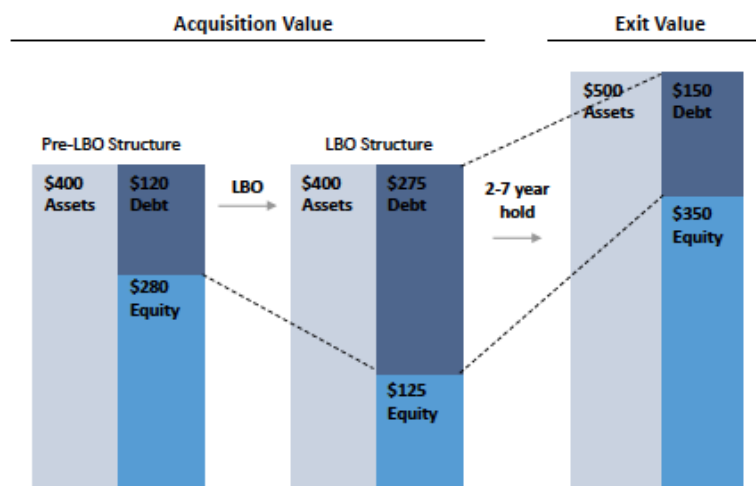 Acquisition Value
Exit Value
Pre-LBO Structure
$400
Assets
$120
Debt
$280
Equity
LBO
LBO Structure
$400
Assets
$275
Debt
$125
Equity
2-7 year
hold
$500
Assets
$150
Debt
$350
Equity